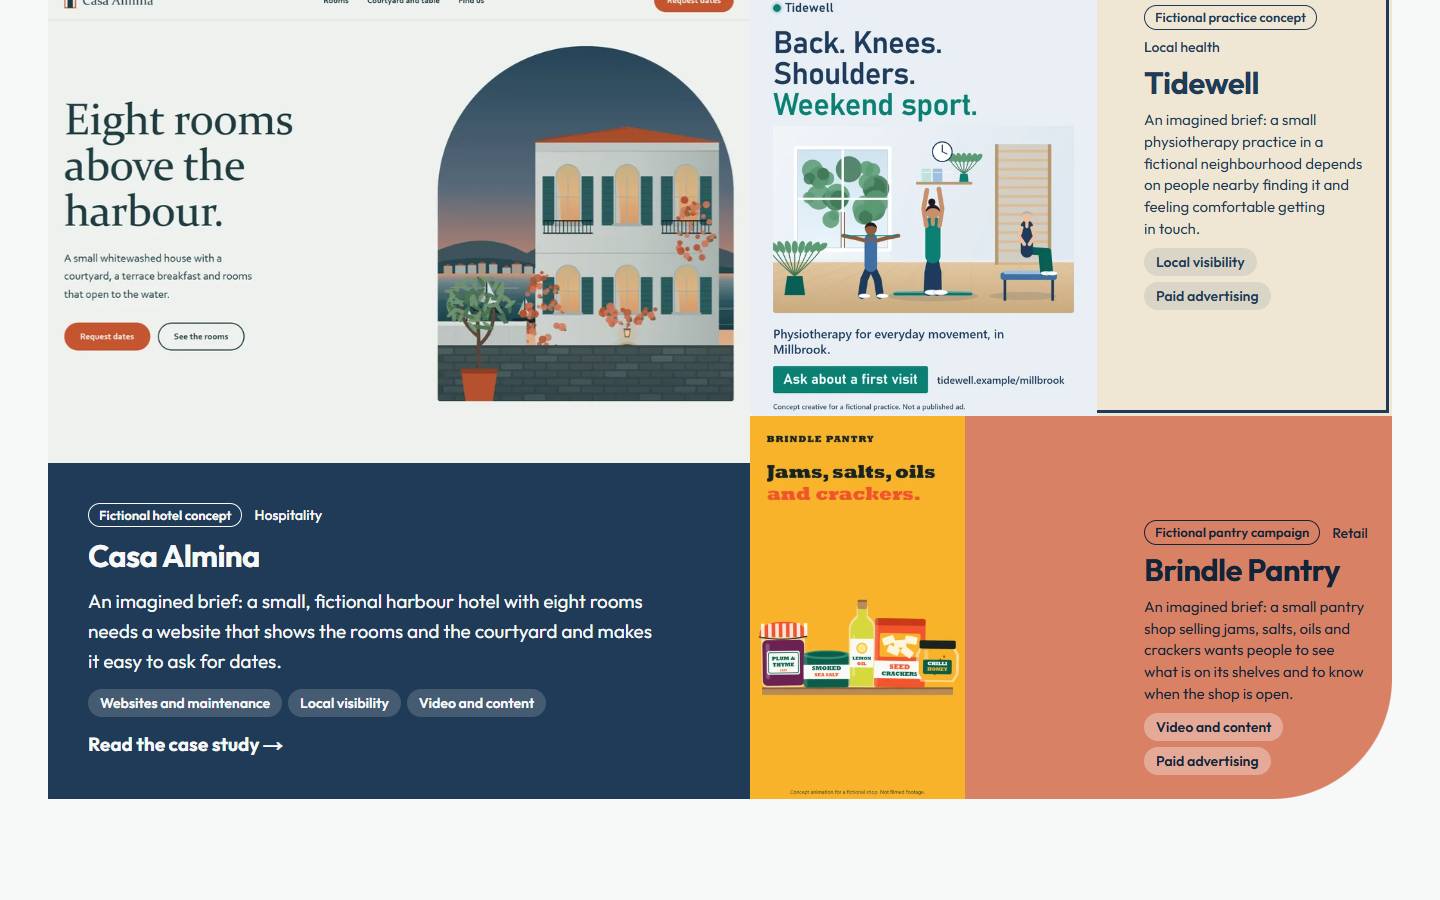 Casa Almina
Rooms
Courtyard and table
Find us
Request dates
Eight rooms
above the
harbour.
A small whitewashed house with a
courtyard, a terrace breakfast and rooms
that open to the water.
Request dates
See the rooms
Fictional hotel concept
Hospitality
Casa Almina
An imagined brief: a small, fictional harbour hotel with eight rooms
needs a website that shows the rooms and the courtyard and makes
it easy to ask for dates.
Websites and maintenance
Local visibility
Video and content
Read the case study →
Tidewell
Back. Knees.
Shoulders.
Weekend sport.
Physiotherapy for everyday movement, in
Millbrook.
Ask about a first visit
tidewell.example/millbrook
Concept creative for a fictional practice. Not a published ad.
Fictional practice concept
Local health
Tidewell
An imagined brief: a small
physiotherapy practice in a
fictional neighbourhood depends
on people nearby finding it and
feeling comfortable getting
in touch.
Local visibility
Paid advertising
BRINDLE PANTRY
Jams, salts, oils
and crackers.
PLUM &
THYME
JAM
SMOKED
SEA SALT
LEMON
OIL
SEED
CRACKERS
CHILLI
HONEY
Concept animation for a fictional shop. Not filmed footage.
Fictional pantry campaign
Retail
Brindle Pantry
An imagined brief: a small pantry
shop selling jams, salts, oils and
crackers wants people to see
what is on its shelves and to know
when the shop is open.
Video and content
Paid advertising